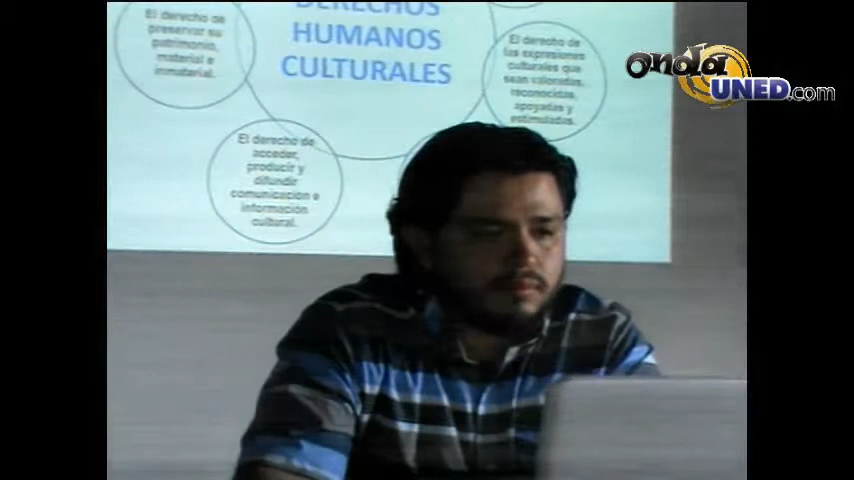 DERECHOS
HUMANOS
CULTURALES
El derecho de
preservar su
patrimonio,
material e
inmaterial.
El derecho de
las expresiones
culturales que
sean valoradas,
reconocidas,
apoyadas y
estimuladas.
El derecho de
acceder,
producir y
difundir
comunicación e
información
cultural.
onda
UNED.com